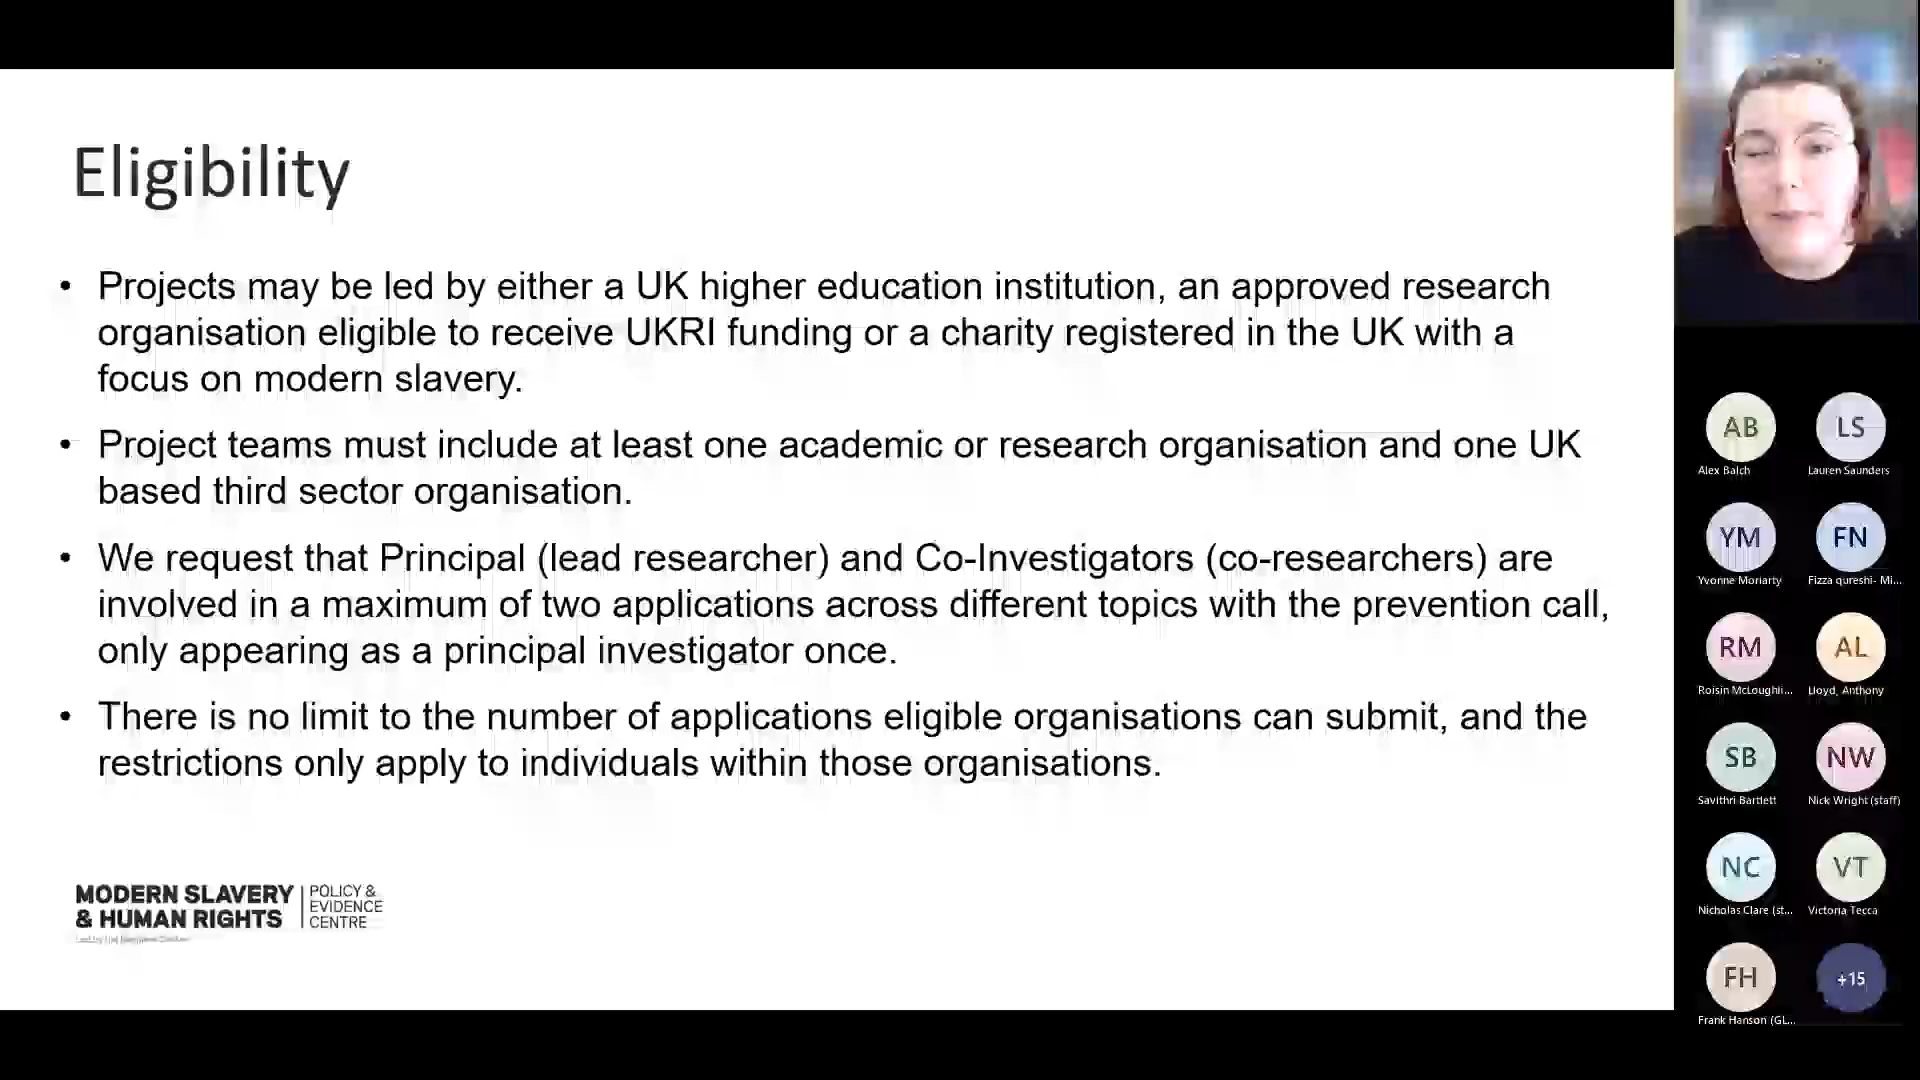 Eligibility
• Projects may be led by either a UK higher education institution, an approved research
organisation eligible to receive UKRI funding or a charity registered in the UK with a
focus on modern slavery.
• Project teams must include at least one academic or research organisation and one UK
based third sector organisation.
• We request that Principal (lead researcher) and Co-Investigators (co-researchers) are
involved in a maximum of two applications across different topics with the prevention call,
only appearing as a principal investigator once.
• There is no limit to the number of applications eligible organisations can submit, and the
restrictions only apply to individuals within those organisations.
MODERN SLAVERY
& HUMAN RIGHTS
POLICY &
EVIDENCE
CENTRE
AB
Alex Balch
LS
Lauren Saunders
YM
Yvonne Moriarty
FN
Fizza qureshi- Mi...
RM
Roisin McLoughli...
AL
Lloyd, Anthony
SB
Savithri Bartlett
NW
Nick Wright (staff)
NC
Nicholas Clare (st...
VT
Victoria Tecca
FH
Frank Hanson (GL...
+15